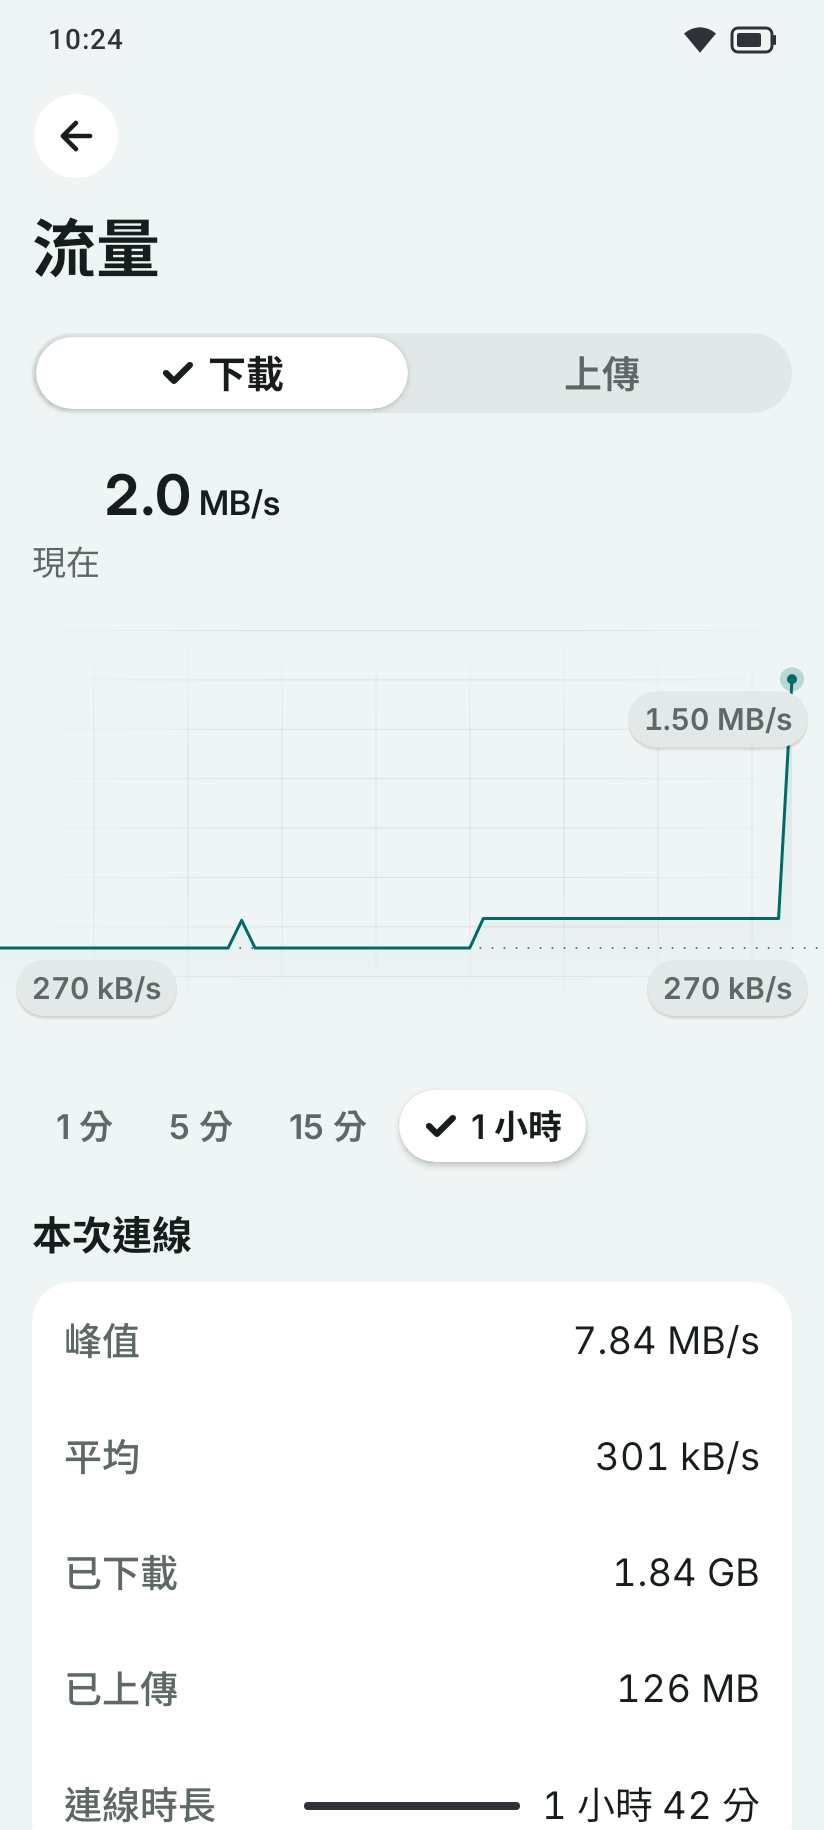 10:24
流量
下載
上傳
2.0 MB/s
現在
1.50 MB/s
270 kB/s
270 kB/s
1 分
5 分
15 分
1 小時
本次連線
峰值
7.84 MB/s
平均
301 kB/s
已下載
1.84 GB
已上傳
126 MB
連線時長
1 小時 42 分